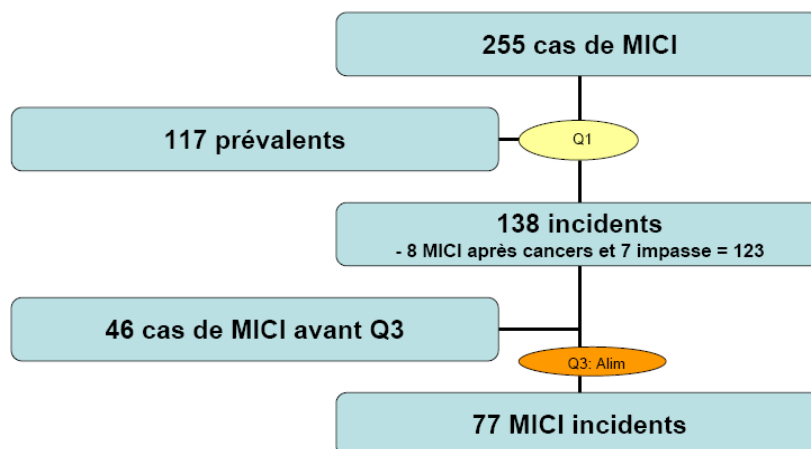 255 cas de MICI
117 prévalents
Q1
138 incidents
- 8 MICI après cancers et 7 impasse = 123
46 cas de MICI avant Q3
Q3: Alim
77 MICI incidents